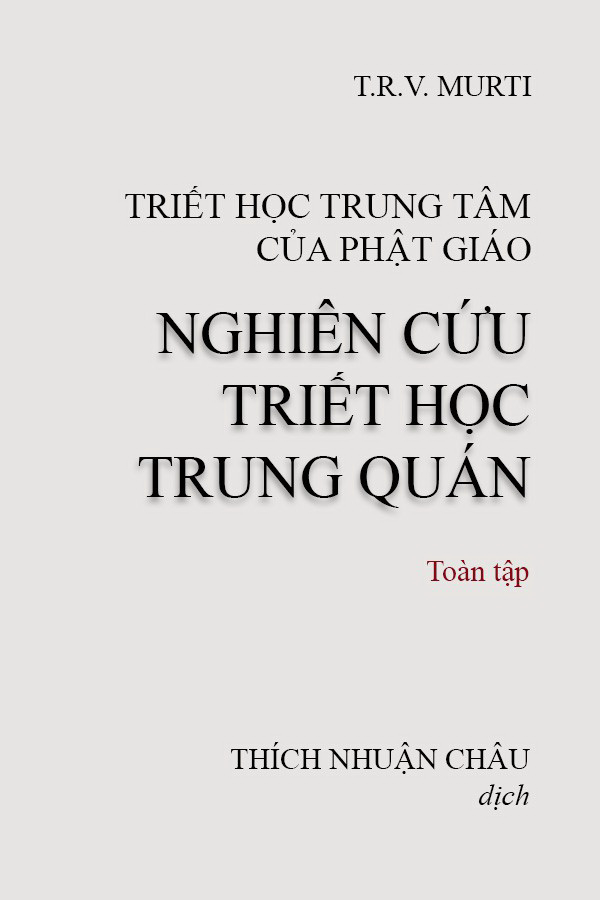 T.R.V. MURTI
TRIẾT HỌC TRUNG TÂM
CỦA PHẬT GIÁO
NGHIÊN CỨU
TRIẾT HỌC
TRUNG QUÁN
Toàn tập
THÍCH NHUẬN CHÂU
dịch